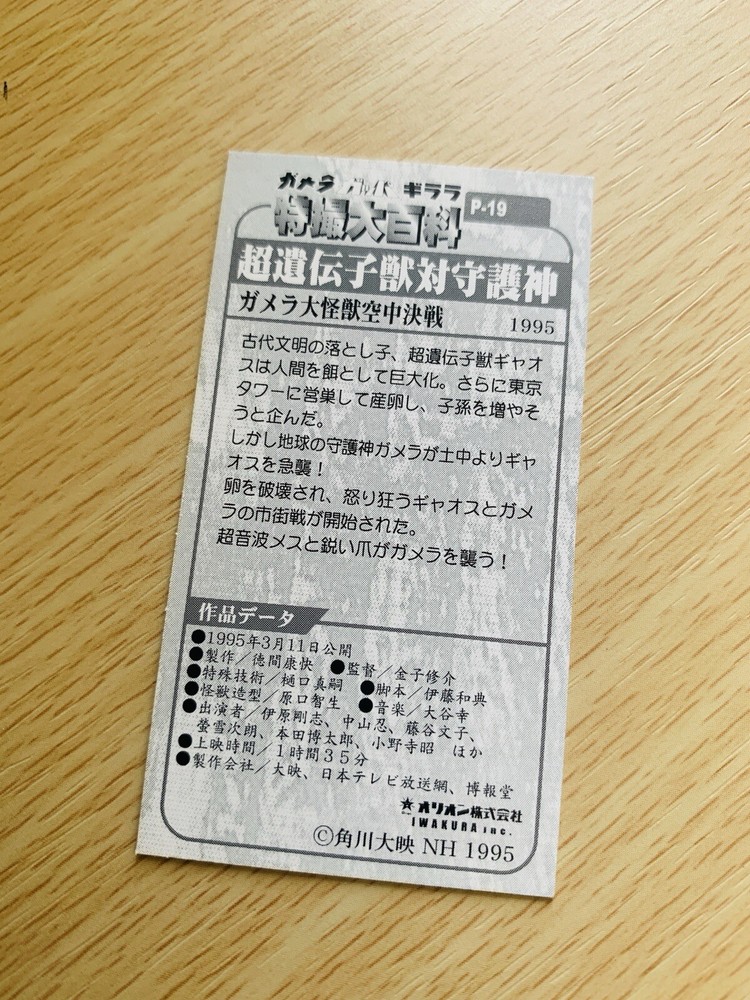 ガメラ ガッパ ギララ
特撮大百科
P-19
超遺伝子獣対守護神
ガメラ大怪獣空中決戦 1995
古代文明の落とし子、超遺伝子獣ギャオ
スは人間を餌として巨大化。さらに東京
タワーに営巣して産卵し、子孫を増やそ
うと企んだ。
しかし地球の守護神ガメラが土中よりギャ
オスを急襲！
卵を破壊され、怒り狂うギャオスとガメ
ラの市街戦が開始された。
超音波メスと鋭い爪がガメラを襲う！
作品データ
●1995年3月11日公開
●製作／徳間康快 ●監督／金子修介
●特殊技術／樋口真嗣 ●脚本／伊藤和典
●怪獣造型／原口智生 ●音楽／大谷幸
●出演者／伊原剛志、中山忍、藤谷文子、
螢雪次朗、本田博太郎、小野寺昭 ほか
●上映時間／1時間35分
●製作会社／大映、日本テレビ放送網、博報堂
オリオン株式会社
IWAKURA inc.
©角川大映 NH 1995